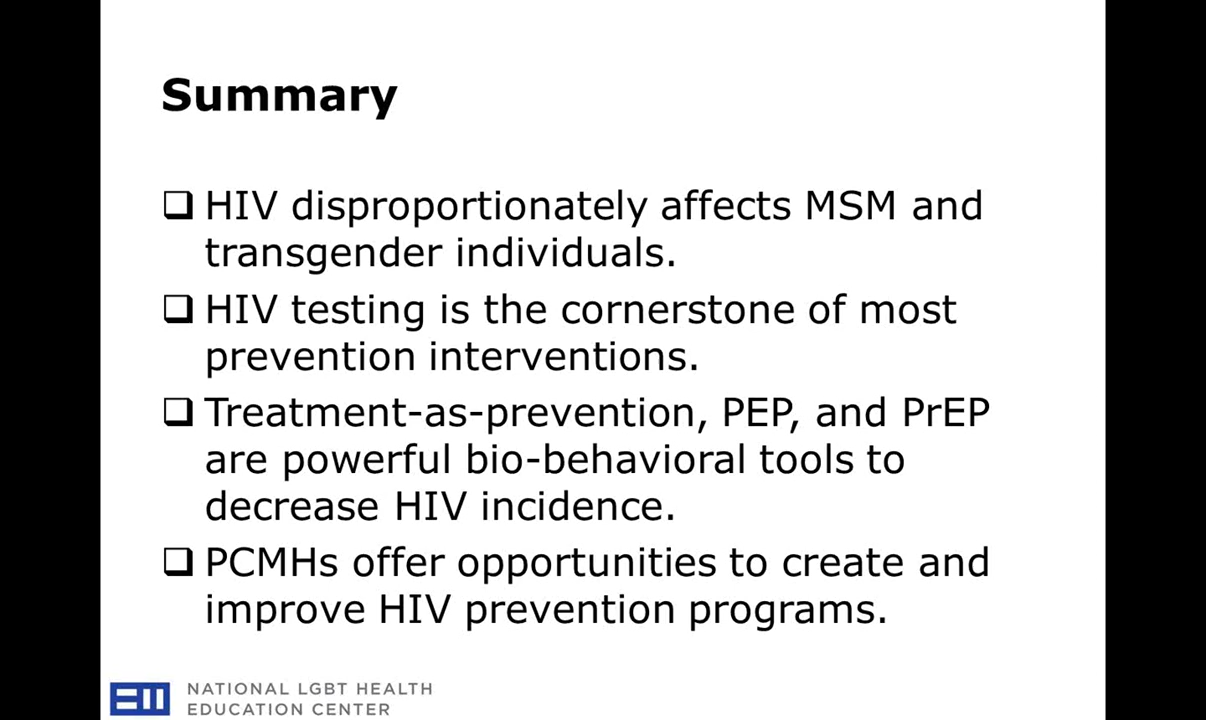 Summary
❑ HIV disproportionately affects MSM and
transgender individuals.
❑ HIV testing is the cornerstone of most
prevention interventions.
❑ Treatment-as-prevention, PEP, and PrEP
are powerful bio-behavioral tools to
decrease HIV incidence.
❑ PCMHs offer opportunities to create and
improve HIV prevention programs.
NATIONAL LGBT HEALTH
EDUCATION CENTER